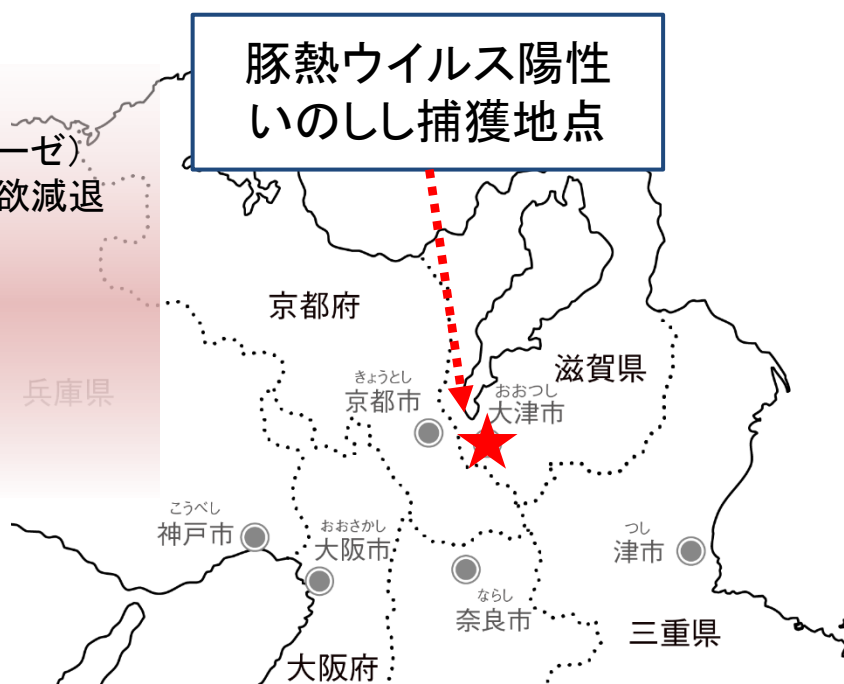 豚熱ウイルス陽性
いのしし捕獲地点
ーゼ）
欲減退
京都府
滋賀県
兵庫県
きょうとし
京都市
おおつし
大津市
こうべし
神戸市
おおさかし
大阪市
つし
津市
ならし
奈良市
三重県
大阪府